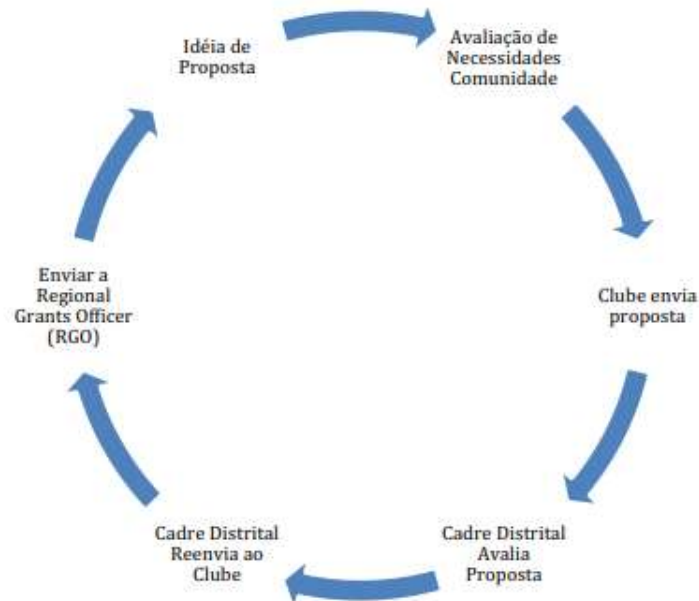 Idéia de
Proposta
Avaliação de
Necessidades
Comunidade
Clube envia
proposta
Cadre Distrital
Avalia
Proposta
Cadre Distrital
Reenvia ao
Clube
Enviar a
Regional
Grants Officer
(RGO)